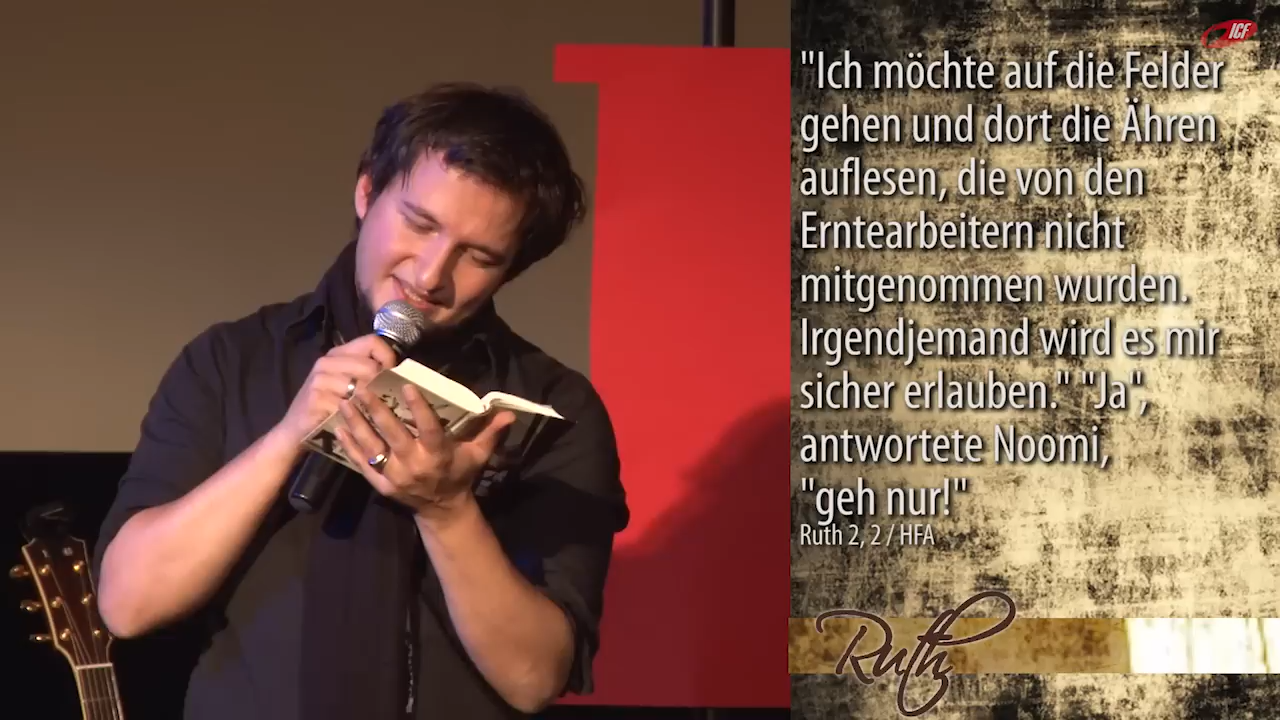 ICF
"Ich möchte auf die Felder
gehen und dort die Ähren
auflesen, die von den
Erntearbeitern nicht
mitgenommen wurden.
Irgendjemand wird es mir
sicher erlauben." "Ja",
antwortete Noomi,
"geh nur!"
Ruth 2, 2 / HFA
Ruth